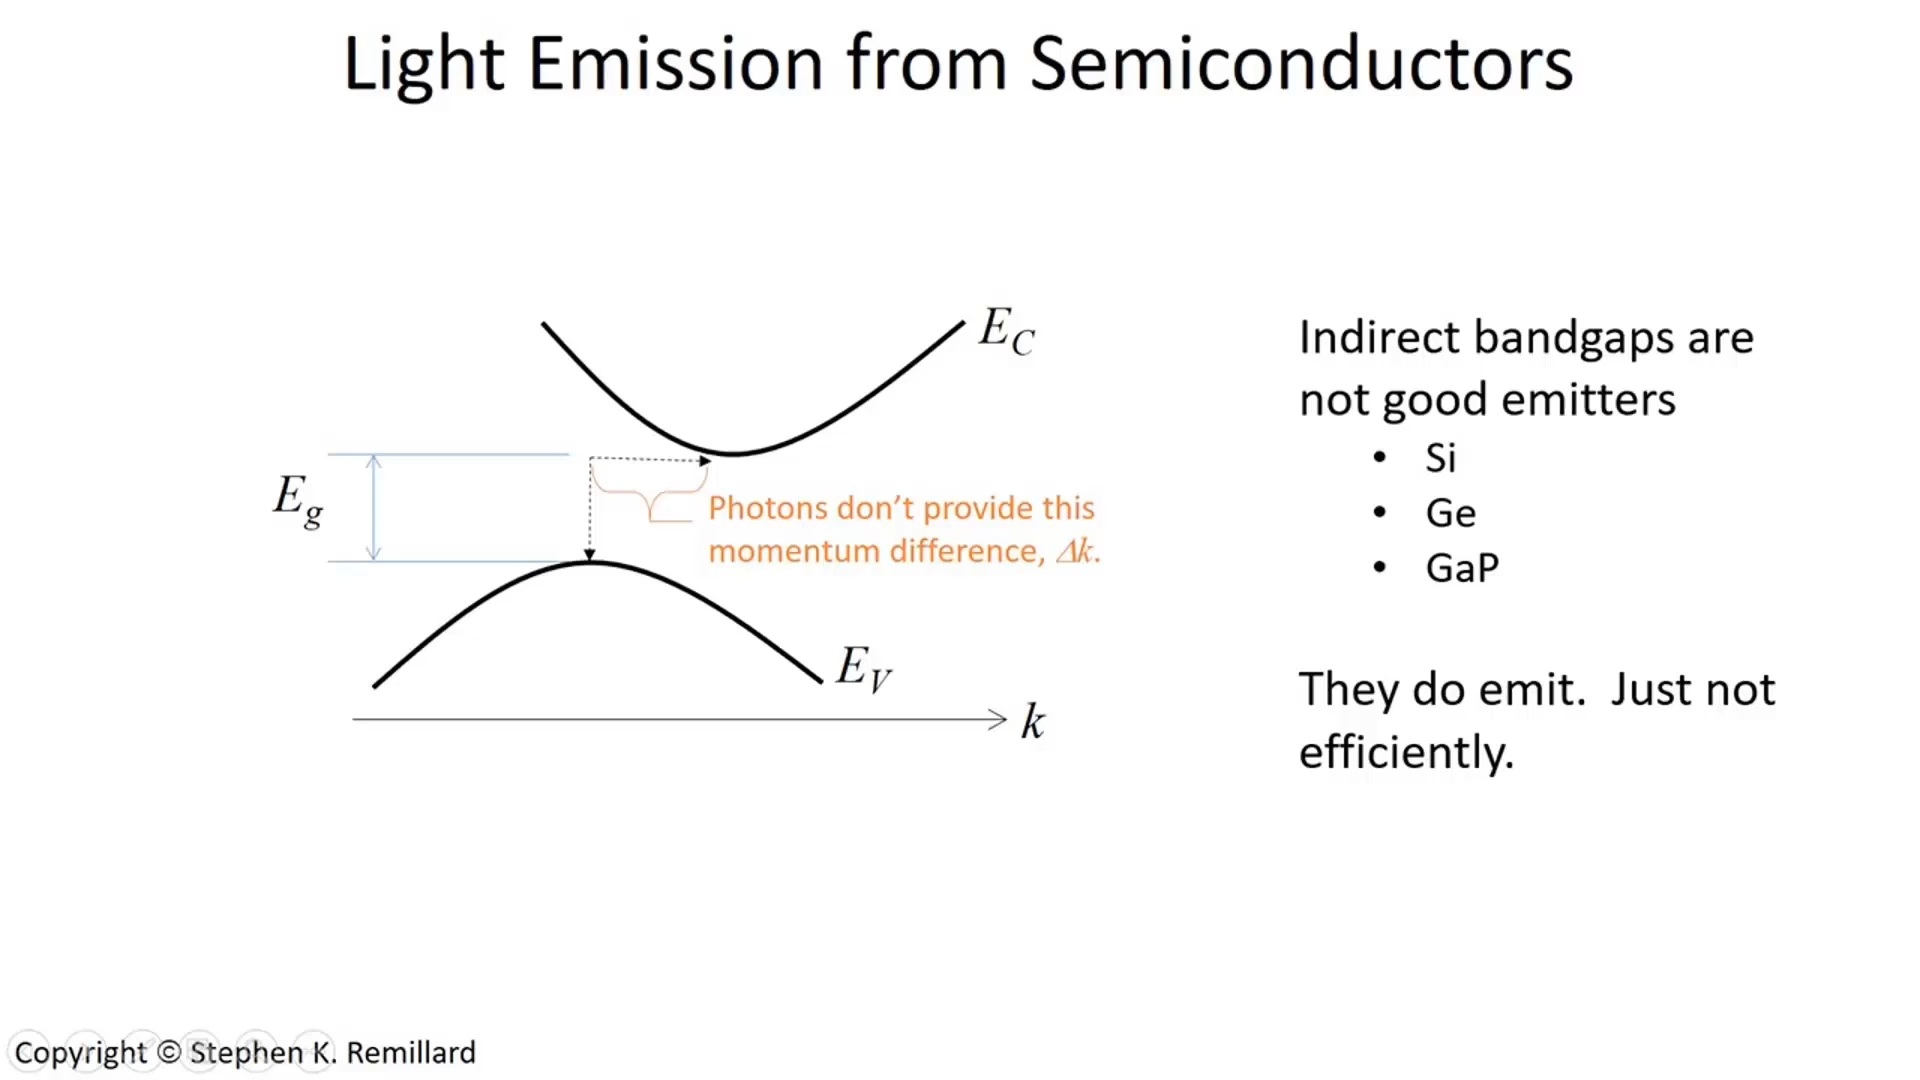 Light Emission from Semiconductors
E_C
E_g
Photons don’t provide this
momentum difference, Δk.
E_V
k
Indirect bandgaps are
not good emitters
• Si
• Ge
• GaP
They do emit.  Just not
efficiently.
Copyright © Stephen K. Remillard